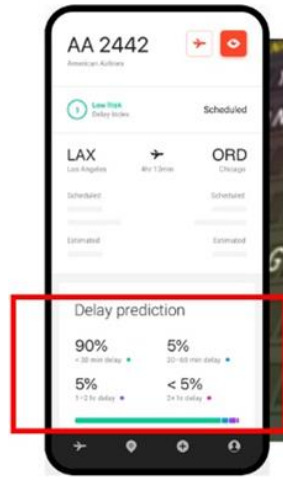 AA 2442
American Airlines
1 Low Risk
Delay Index
Scheduled
LAX ORD
Los Angeles 4hr 13min Chicago
Scheduled Scheduled
Estimated Estimated
Delay prediction
90% 5%
< 30 min delay 30-60 min delay
5% < 5%
1-2 hr delay 2+ hr delay